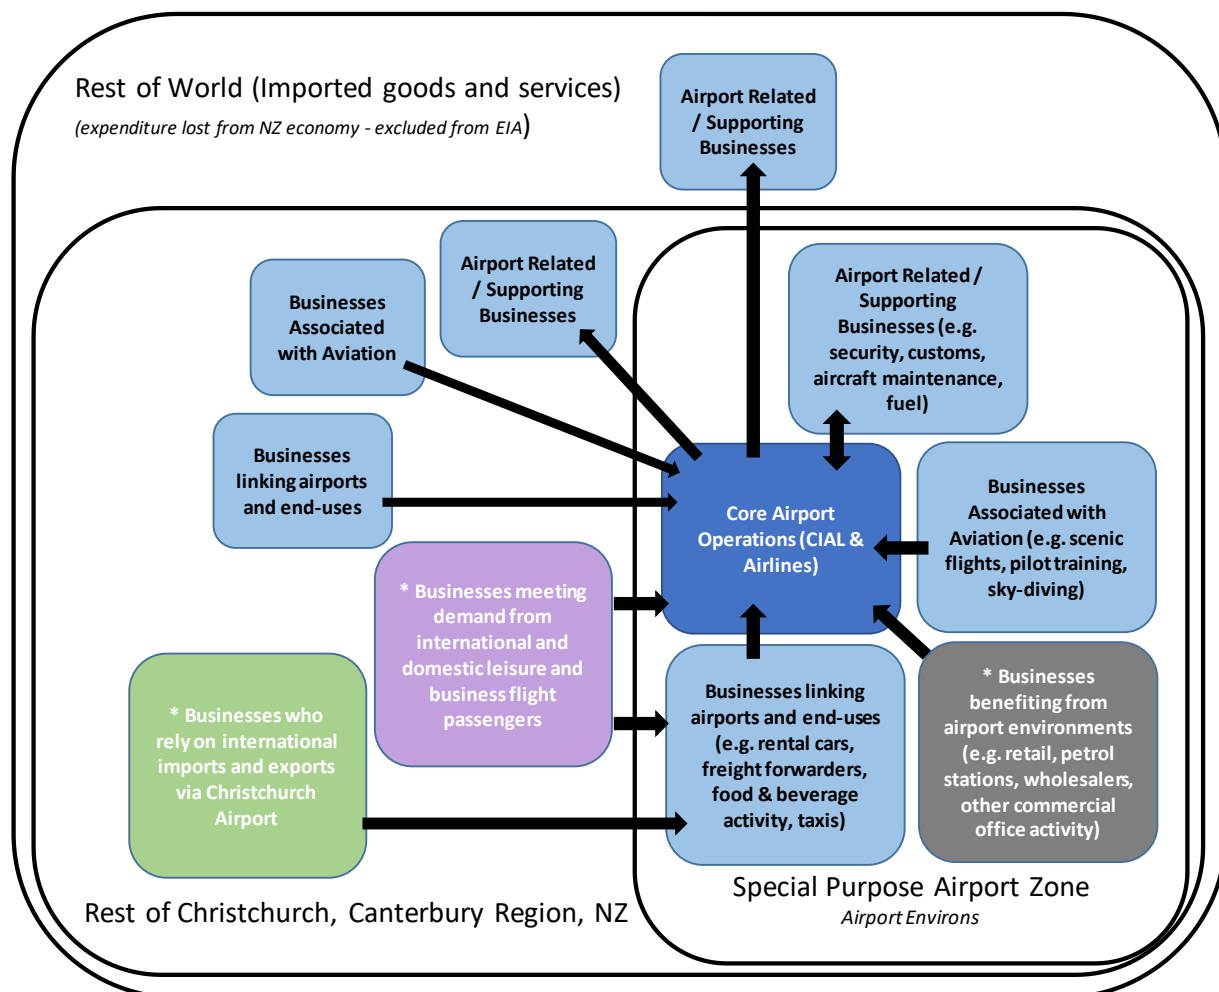 Rest of World (Imported goods and services)
(expenditure lost from NZ economy - excluded from EIA)
Airport Related
/ Supporting
Businesses
Airport Related
/ Supporting
Businesses
Businesses
Associated
with Aviation
Airport Related /
Supporting
Businesses (e.g.
security, customs,
aircraft maintenance,
fuel)
Businesses
linking airports
and end-uses
Core Airport
Operations (CIAL &
Airlines)
Businesses
Associated with
Aviation (e.g. scenic
flights, pilot training,
sky-diving)
* Businesses meeting
demand from
international and
domestic leisure and
business flight
passengers
* Businesses who
rely on international
imports and exports
via Christchurch
Airport
Businesses linking
airports and end-uses
(e.g. rental cars,
freight forwarders,
food & beverage
activity, taxis)
* Businesses
benefiting from
airport environments
(e.g. retail, petrol
stations, wholesalers,
other commercial
office activity)
Rest of Christchurch, Canterbury Region, NZ
Special Purpose Airport Zone
Airport Environs